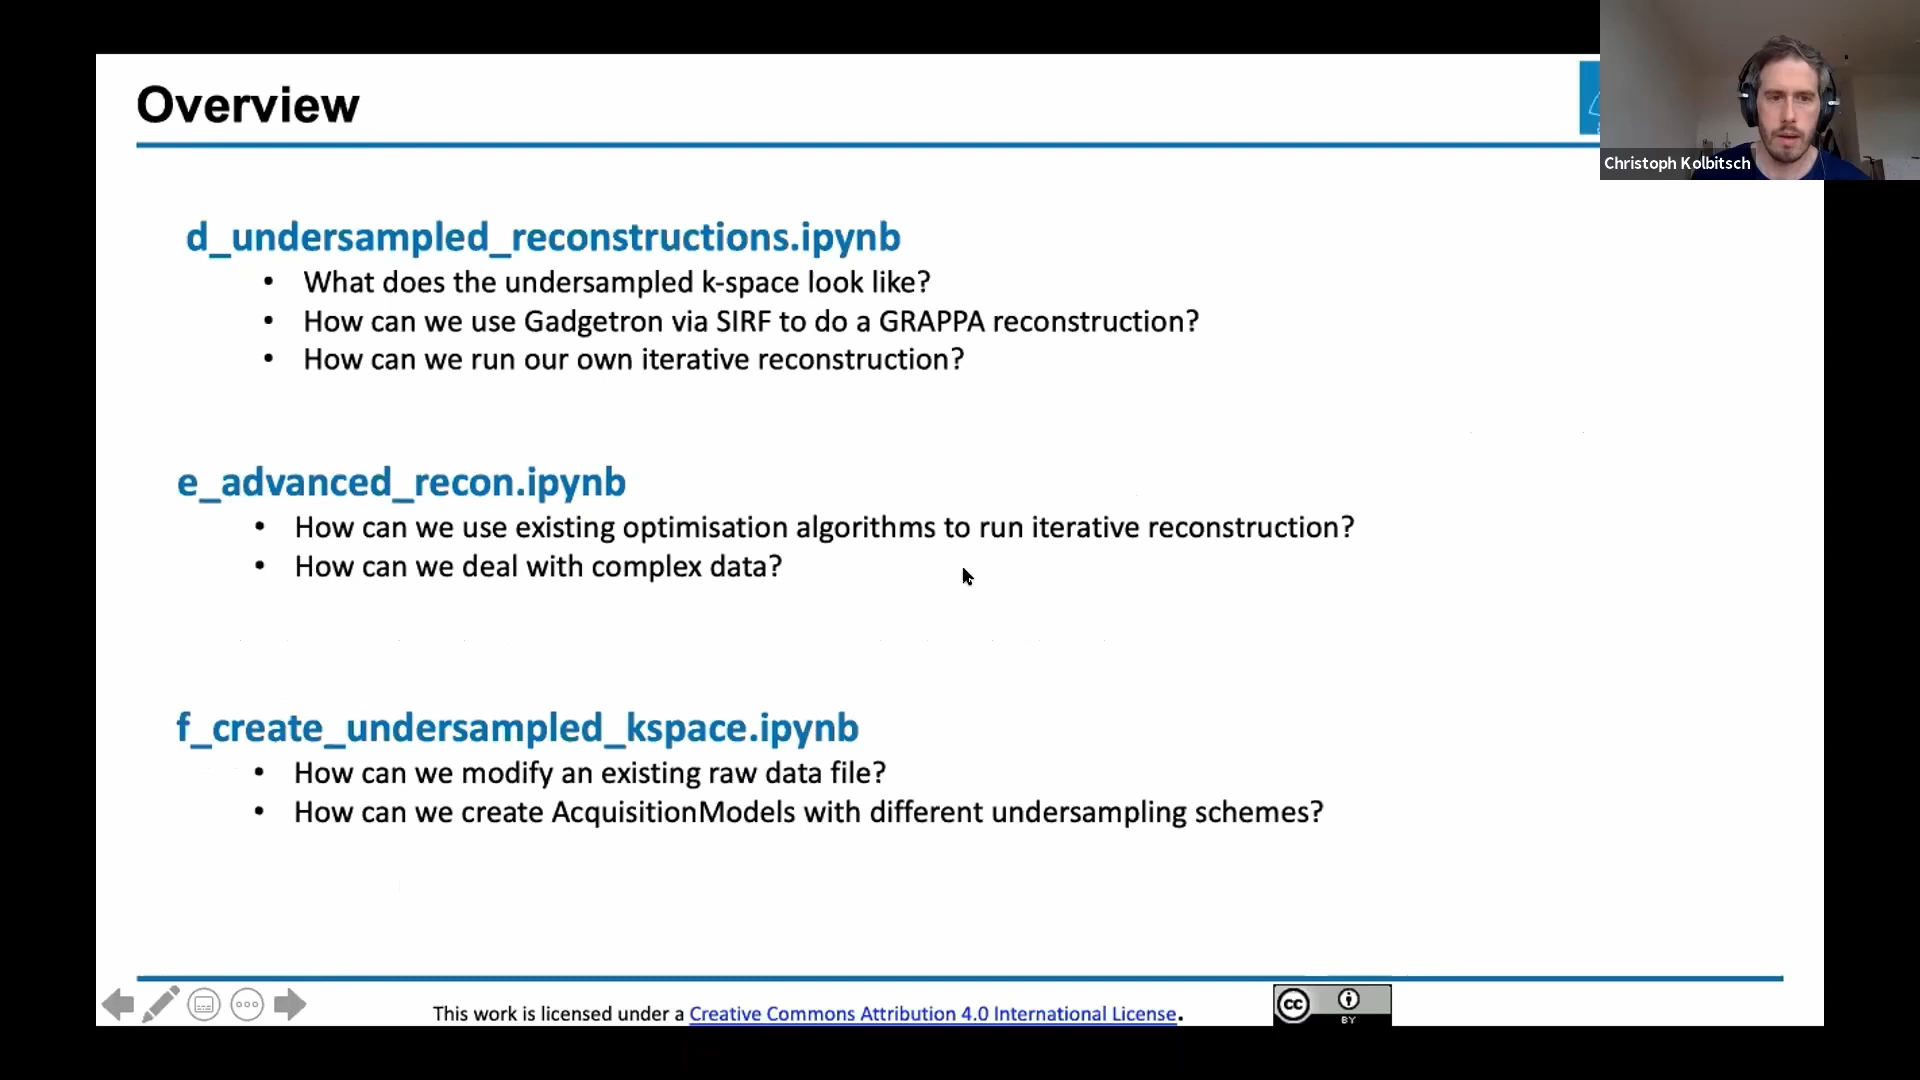 Overview
Christoph Kolbitsch
d_undersampled_reconstructions.ipynb
• What does the undersampled k-space look like?
• How can we use Gadgetron via SIRF to do a GRAPPA reconstruction?
• How can we run our own iterative reconstruction?
e_advanced_recon.ipynb
• How can we use existing optimisation algorithms to run iterative reconstruction?
• How can we deal with complex data?
f_create_undersampled_kspace.ipynb
• How can we modify an existing raw data file?
• How can we create AcquisitionModels with different undersampling schemes?
This work is licensed under a Creative Commons Attribution 4.0 International License.
cc
BY